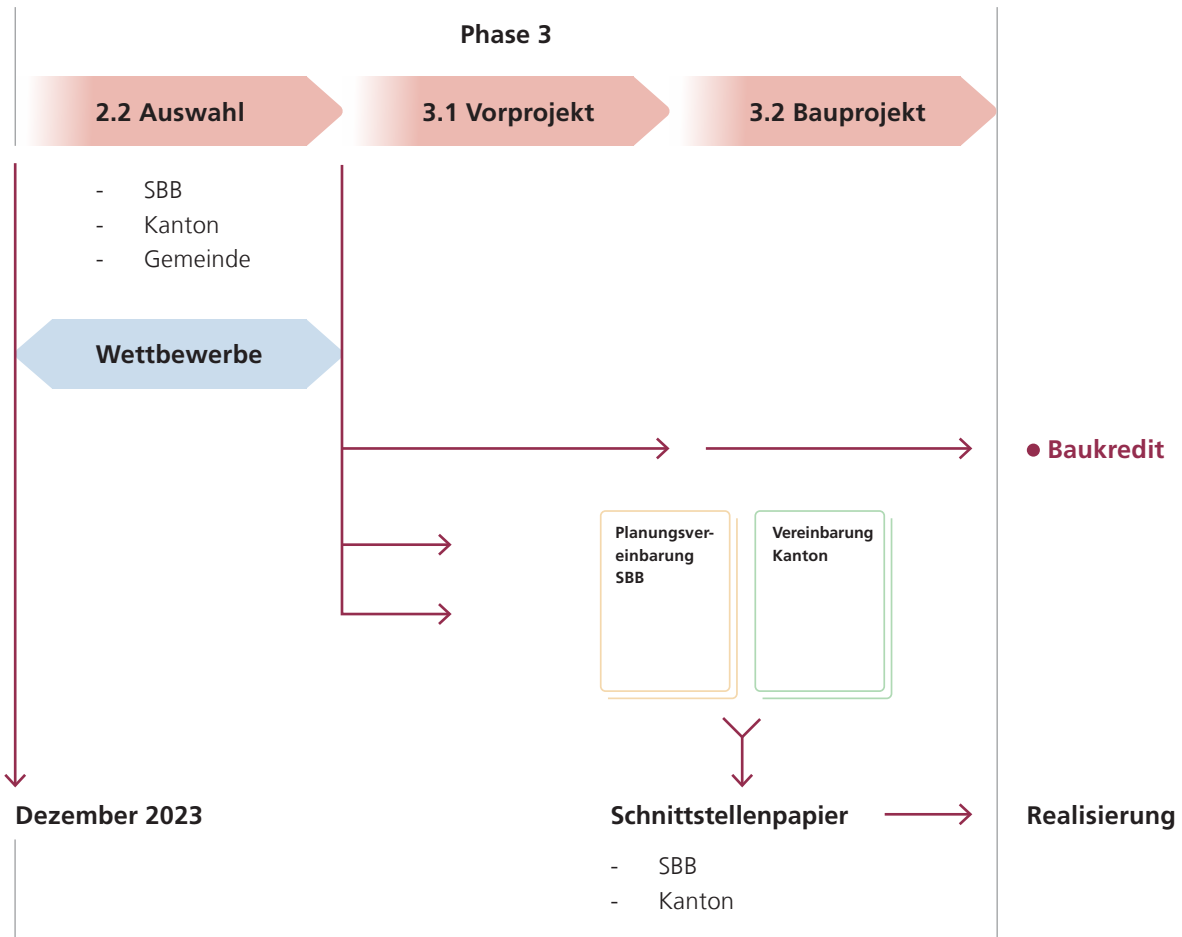 Phase 3
2.2 Auswahl
3.1 Vorprojekt
3.2 Bauprojekt
- SBB
- Kanton
- Gemeinde
Wettbewerbe
• Baukredit
Planungsver-
einbarung
SBB
Vereinbarung
Kanton
Dezember 2023
Schnittstellenpapier
Realisierung
- SBB
- Kanton